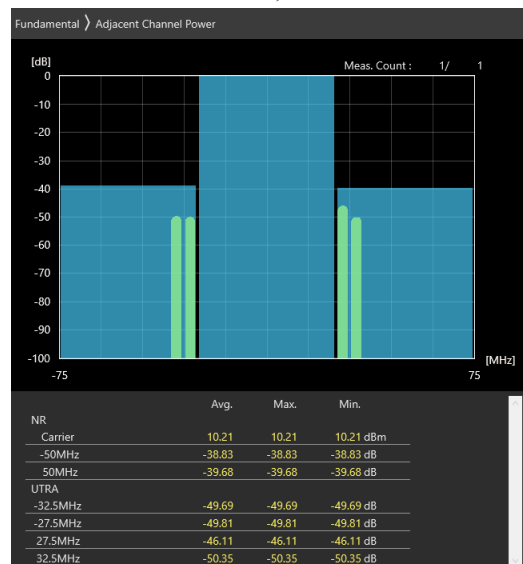 Fundamental 〉 Adjacent Channel Power
[dB]
Meas. Count : 1/ 1
0
-10
-20
-30
-40
-50
-60
-70
-80
-90
-100
[MHz]
-75 75
Avg. Max. Min.
NR
Carrier 10.21 10.21 10.21 dBm
-50MHz -38.83 -38.83 -38.83 dB
50MHz -39.68 -39.68 -39.68 dB
UTRA
-32.5MHz -49.69 -49.69 -49.69 dB
-27.5MHz -49.81 -49.81 -49.81 dB
27.5MHz -46.11 -46.11 -46.11 dB
32.5MHz -50.35 -50.35 -50.35 dB